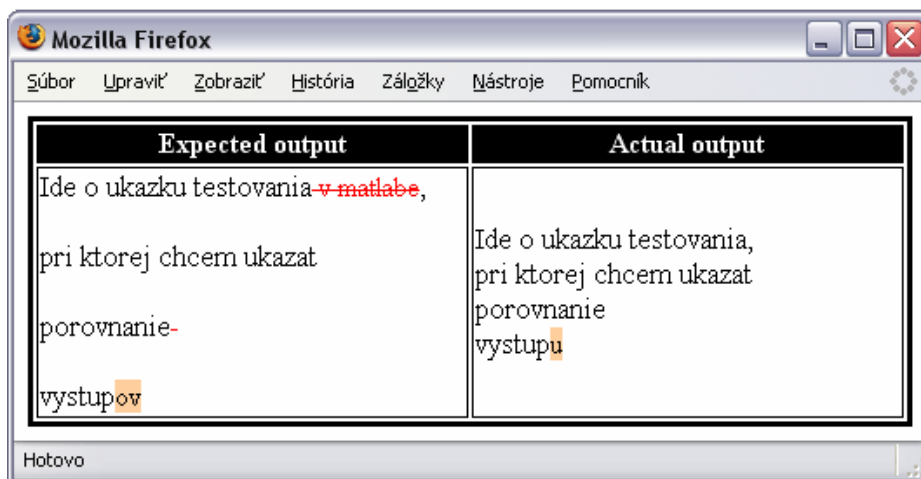 Mozilla Firefox
Súbor Upraviť Zobraziť História Záložky Nástroje Pomocník
Expected output
Actual output
Ide o ukazku testovania v matlabe,
pri ktorej chcem ukazat
porovnanie-
vystupov
Ide o ukazku testovania,
pri ktorej chcem ukazat
porovnanie
vystupu
Hotovo